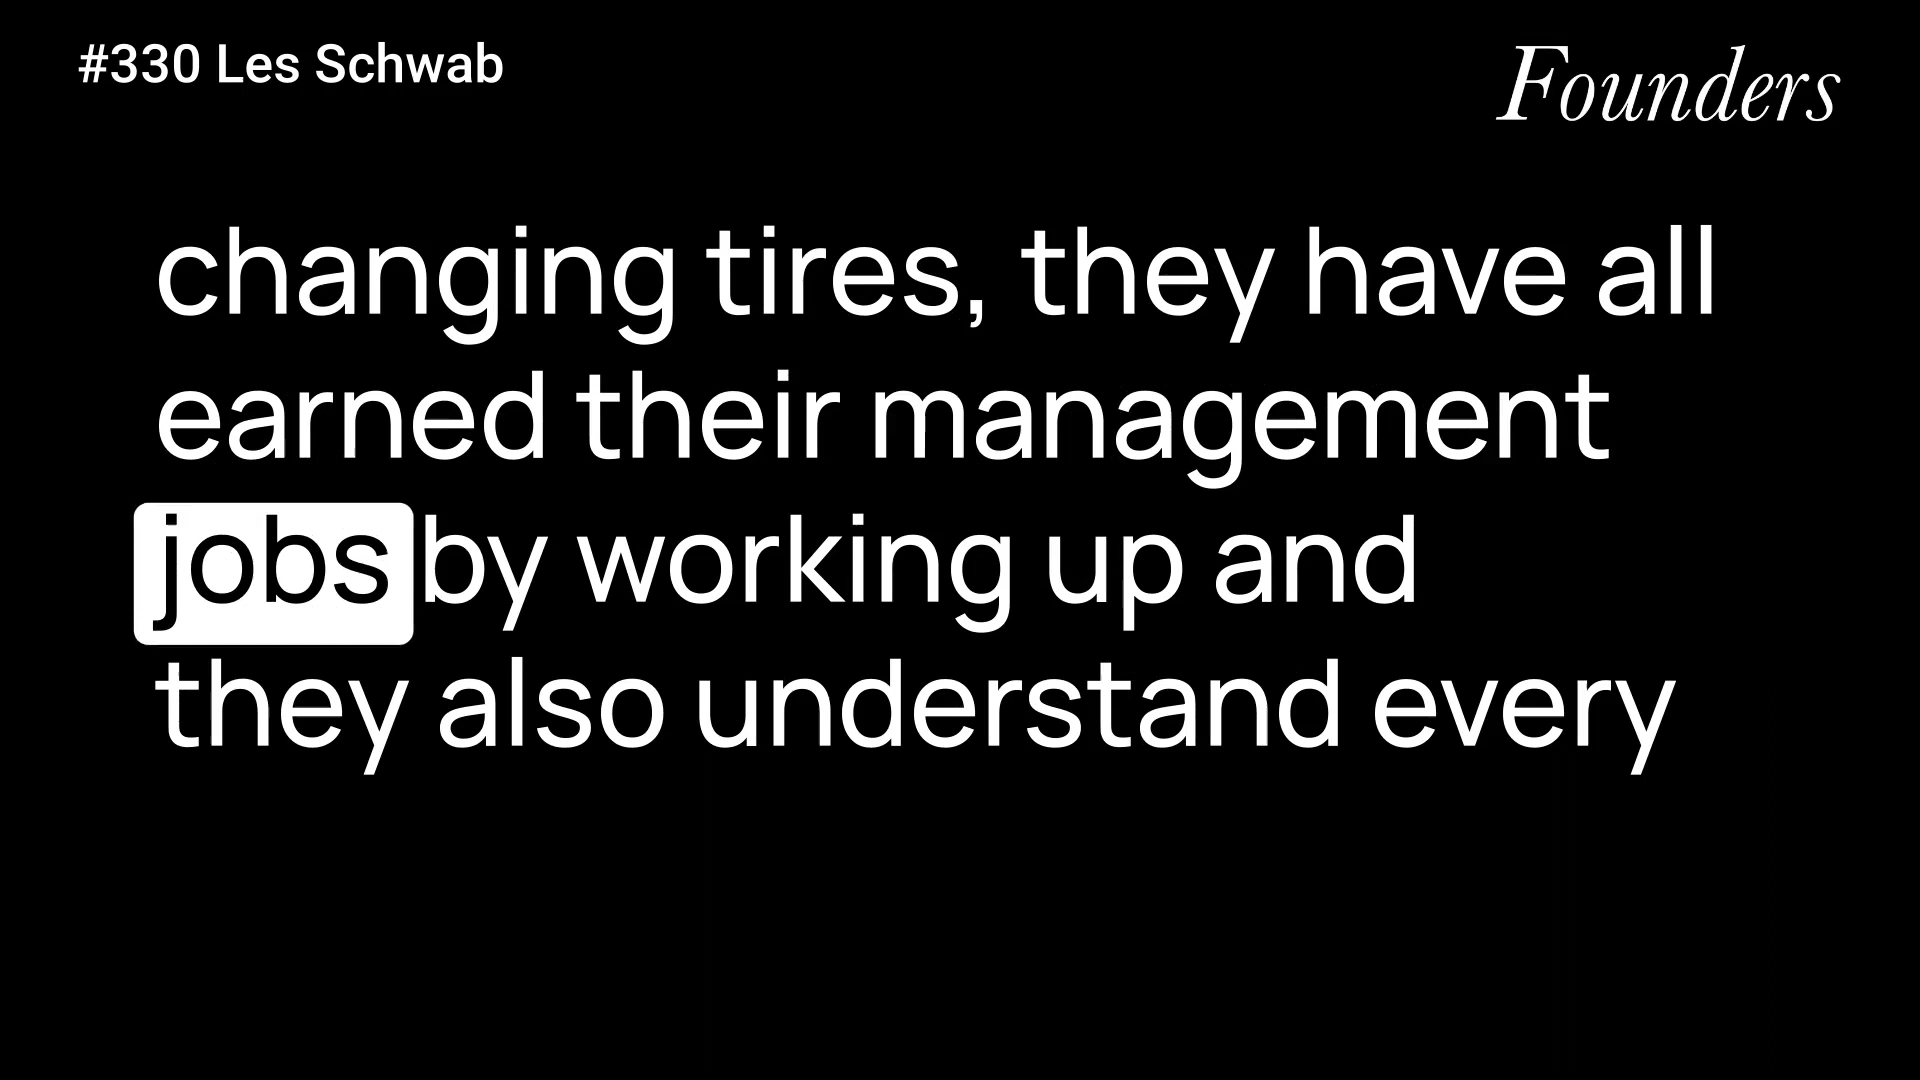 #330 Les Schwab
Founders
changing tires, they have all
earned their management
jobs by working up and
they also understand every